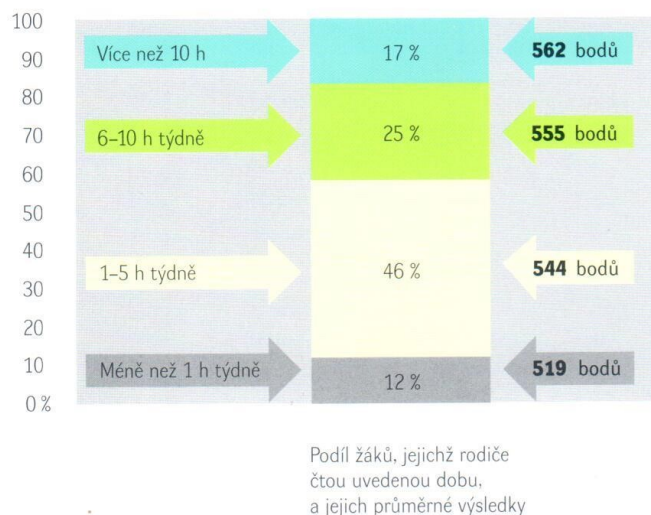 100
90
80
70
60
50
40
30
20
10
0 %
Více než 10 h
17 %
562 bodů
6–10 h týdně
25 %
555 bodů
1–5 h týdně
46 %
544 bodů
Méně než 1 h týdně
12 %
519 bodů
Podíl žáků, jejichž rodiče
čtou uvedenou dobu,
a jejich průměrné výsledky